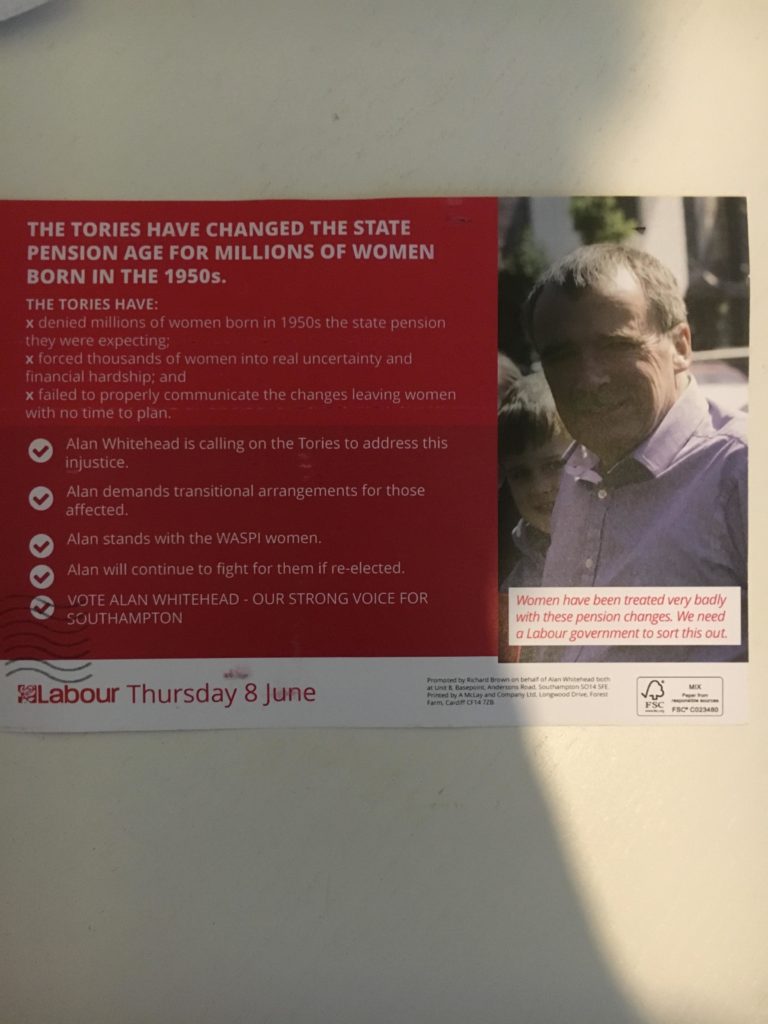 THE TORIES HAVE CHANGED THE STATE
PENSION AGE FOR MILLIONS OF WOMEN
BORN IN THE 1950s.
THE TORIES HAVE:
x denied millions of women born in 1950s the state pension
they were expecting;
x forced thousands of women into real uncertainty and
financial hardship; and
x failed to properly communicate the changes leaving women
with no time to plan.
Alan Whitehead is calling on the Tories to address this
injustice.
Alan demands transitional arrangements for those
affected.
Alan stands with the WASPI women.
Alan will continue to fight for them if re-elected.
VOTE ALAN WHITEHEAD - OUR STRONG VOICE FOR
SOUTHAMPTON
Women have been treated very badly
with these pension changes. We need
a Labour government to sort this out.
Labour Thursday 8 June
Promoted by Richard Brown on behalf of Alan Whitehead both
at Unit 8, Basepoint, Andersons Road, Southampton SO14 5FE.
Printed by A McLay and Company Ltd, Longwood Drive, Forest
Farm, Cardiff CF14 7ZB
FSC
www.fsc.org
MIX
Paper from
responsible sources
FSC® C023480